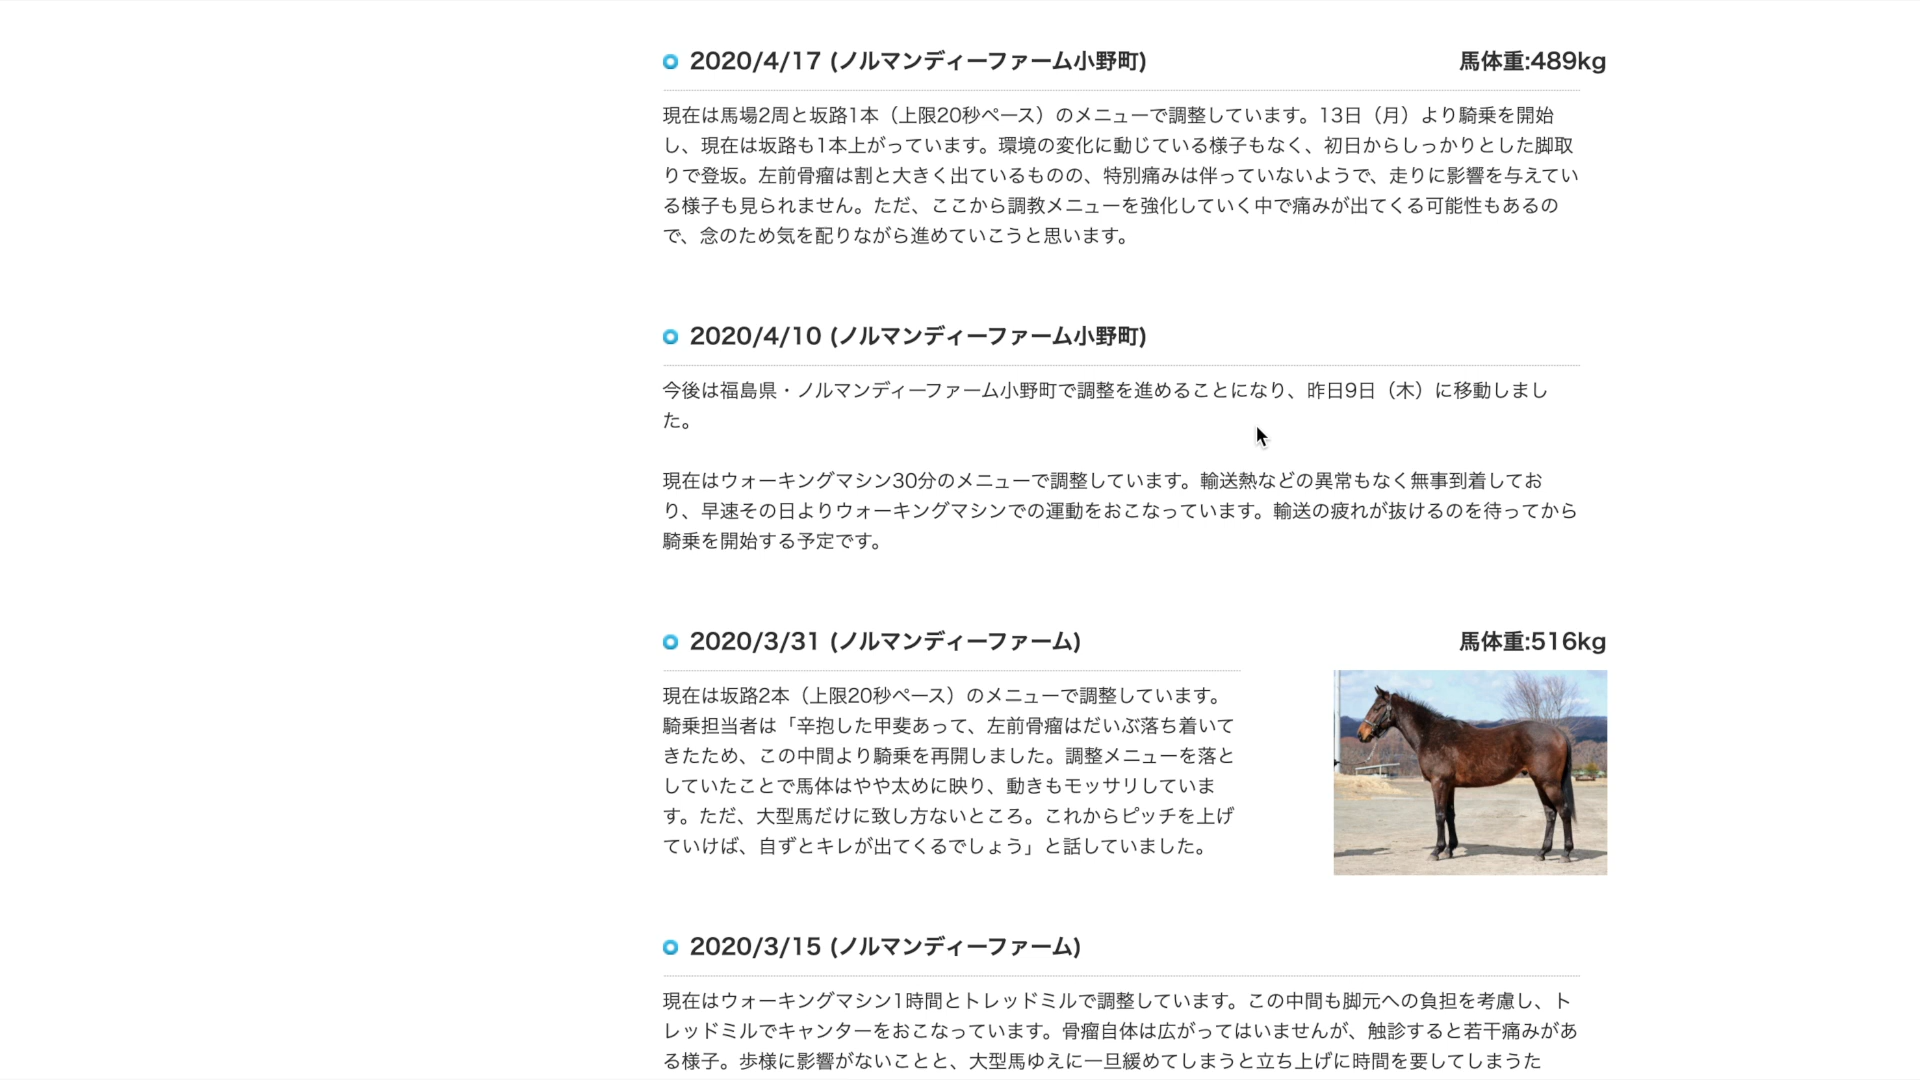 2020/4/17 (ノルマンディーファーム小野町) 馬体重:489kg
現在は馬場2周と坂路1本（上限20秒ペース）のメニューで調整しています。13日（月）より騎乗を開始
し、現在は坂路も1本上がっています。環境の変化に動じている様子もなく、初日からしっかりとした脚取
りで登坂。左前骨瘤は割と大きく出ているものの、特別痛みは伴っていないようで、走りに影響を与えてい
る様子も見られません。ただ、ここから調教メニューを強化していく中で痛みが出てくる可能性もあるの
で、念のため気を配りながら進めていこうと思います。
2020/4/10 (ノルマンディーファーム小野町)
今後は福島県・ノルマンディーファーム小野町で調整を進めることになり、昨日9日（木）に移動しまし
た。
現在はウォーキングマシン30分のメニューで調整しています。輸送熱などの異常もなく無事到着してお
り、早速その日よりウォーキングマシンでの運動をおこなっています。輸送の疲れが抜けるのを待ってから
騎乗を開始する予定です。
2020/3/31 (ノルマンディーファーム) 馬体重:516kg
現在は坂路2本（上限20秒ペース）のメニューで調整しています。
騎乗担当者は「辛抱した甲斐あって、左前骨瘤はだいぶ落ち着いて
きたため、この中間より騎乗を再開しました。調整メニューを落と
していたことで馬体はやや太めに映り、動きもモッサリしていま
す。ただ、大型馬だけに致し方ないところ。これからピッチを上げ
ていけば、自ずとキレが出てくるでしょう」と話していました。
2020/3/15 (ノルマンディーファーム)
現在はウォーキングマシン1時間とトレッドミルで調整しています。この中間も脚元への負担を考慮し、ト
レッドミルでキャンターをおこなっています。骨瘤自体は広がってはいませんが、触診すると若干痛みがあ
る様子。歩様に影響がないことと、大型馬ゆえに一旦緩めてしまうと立ち上げに時間を要してしまうた